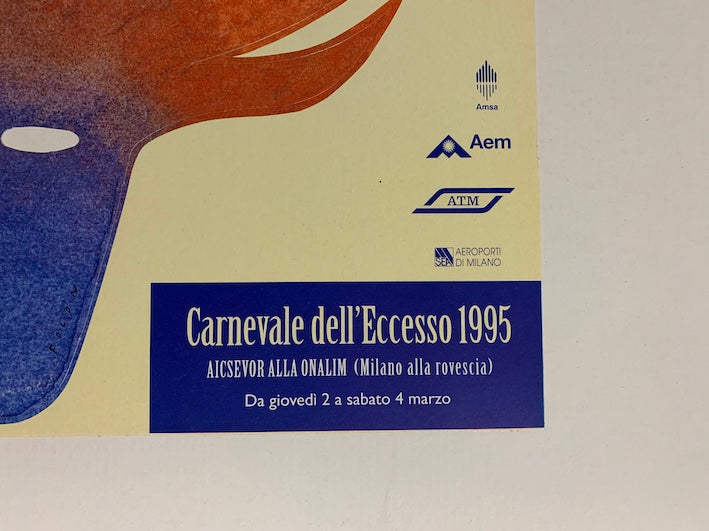 Amsa
Aem
ATM
SEA AEROPORTI
DI MILANO
FOLON
Carnevale dell'Eccesso 1995
AICSEVOR ALLA ONALIM (Milano alla rovescia)
Da giovedì 2 a sabato 4 marzo